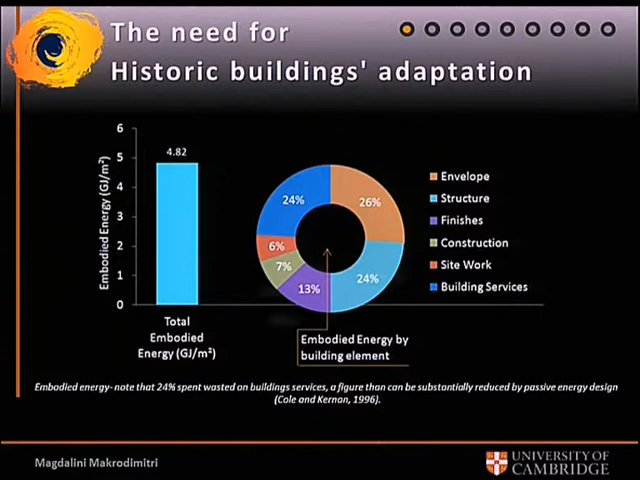 The need for
Historic buildings' adaptation
6
5
4
3
2
1
0
Embodied Energy (GJ/m²)
4.82
Total
Embodied
Energy (GJ/m²)
24%
26%
6%
7%
13%
24%
Embodied Energy by
building element
Envelope
Structure
Finishes
Construction
Site Work
Building Services
Embodied energy- note that 24% spent wasted on buildings services, a figure than can be substantially reduced by passive energy design
(Cole and Kernan, 1996).
Magdalini Makrodimitri
UNIVERSITY OF
CAMBRIDGE